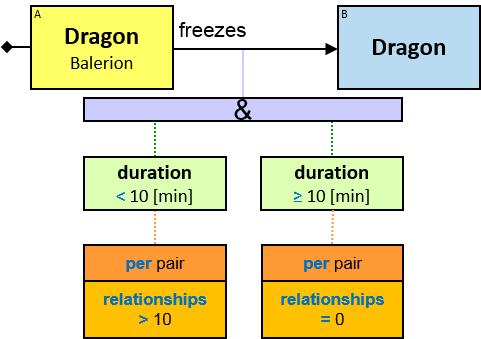 A
Dragon
Balerion
freezes
B
Dragon
&
duration
< 10 [min]
duration
≥ 10 [min]
per pair
relationships
> 10
per pair
relationships
= 0